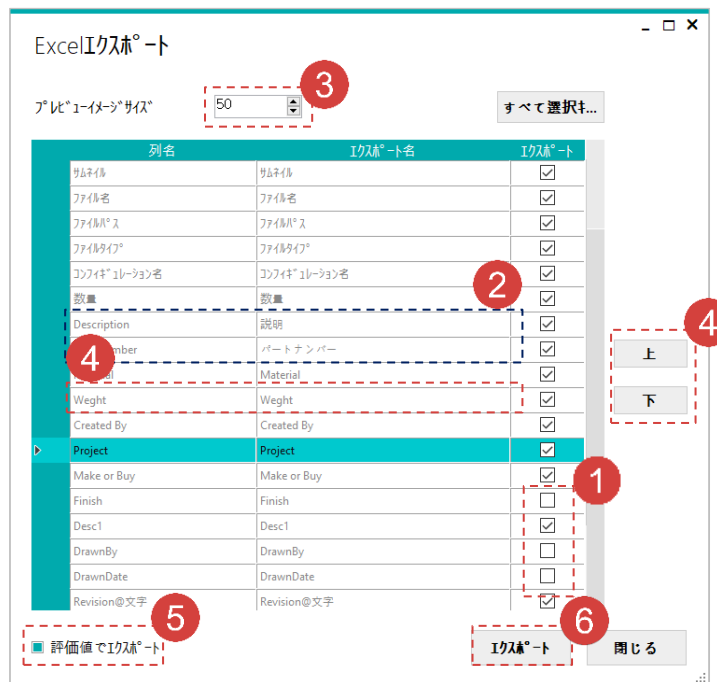 Excelｴｸｽﾎﾟｰﾄ
3
ﾌﾟﾚﾋﾞｭｰｲﾒｰｼﾞｻｲｽﾞ 50 すべて選択ｷ...
列名 ｴｸｽﾎﾟｰﾄ名 ｴｸｽﾎﾟｰﾄ
ｻﾑﾈｲﾙ ｻﾑﾈｲﾙ
ﾌｧｲﾙ名 ﾌｧｲﾙ名
ﾌｧｲﾙﾊﾟｽ ﾌｧｲﾙﾊﾟｽ
ﾌｧｲﾙﾀｲﾌﾟ ﾌｧｲﾙﾀｲﾌﾟ
ｺﾝﾌｨｷﾞｭﾚｰｼｮﾝ名 ｺﾝﾌｨｷﾞｭﾚｰｼｮﾝ名
2
数量 数量
Description 説明
4
パートナンバー
4
上
Material
Weght Weght
下
Created By Created By
Project Project
Make or Buy Make or Buy
1
Finish Finish
Desc1 Desc1
DrawnBy DrawnBy
DrawnDate DrawnDate
Revision@文字 Revision@文字
5
6
評価値でｴｸｽﾎﾟｰﾄ ｴｸｽﾎﾟｰﾄ 閉じる